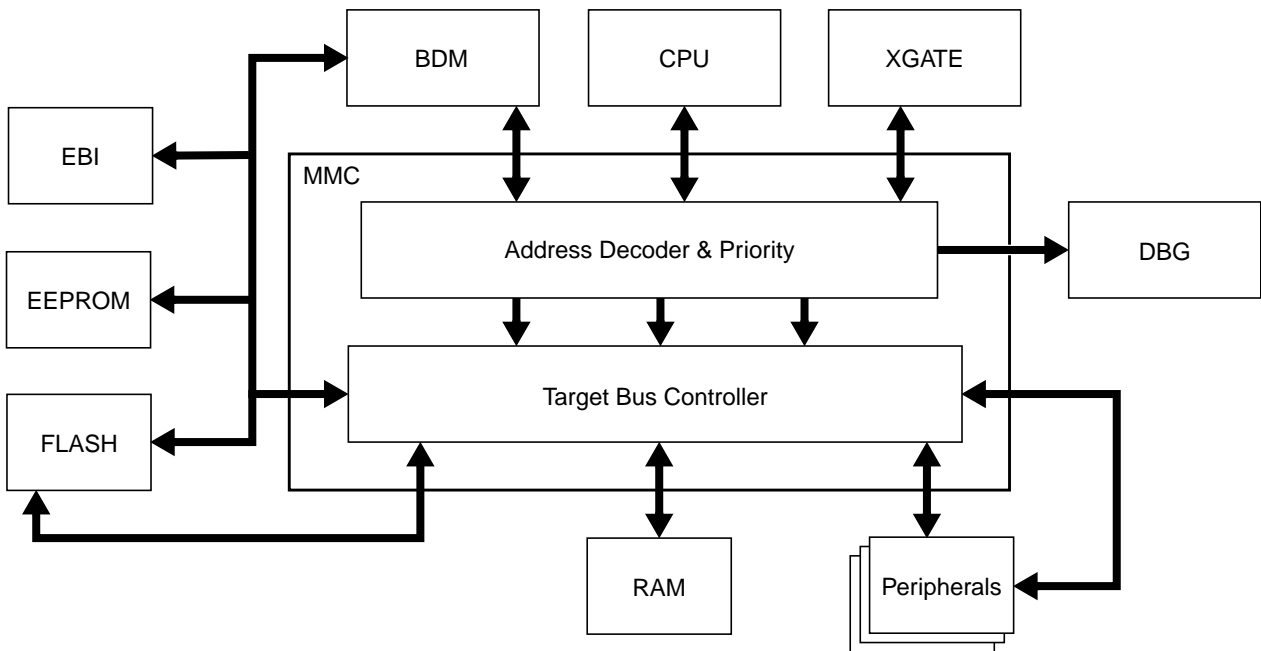 BDM
CPU
XGATE
EBI
MMC
Address Decoder & Priority
DBG
EEPROM
Target Bus Controller
FLASH
RAM
Peripherals